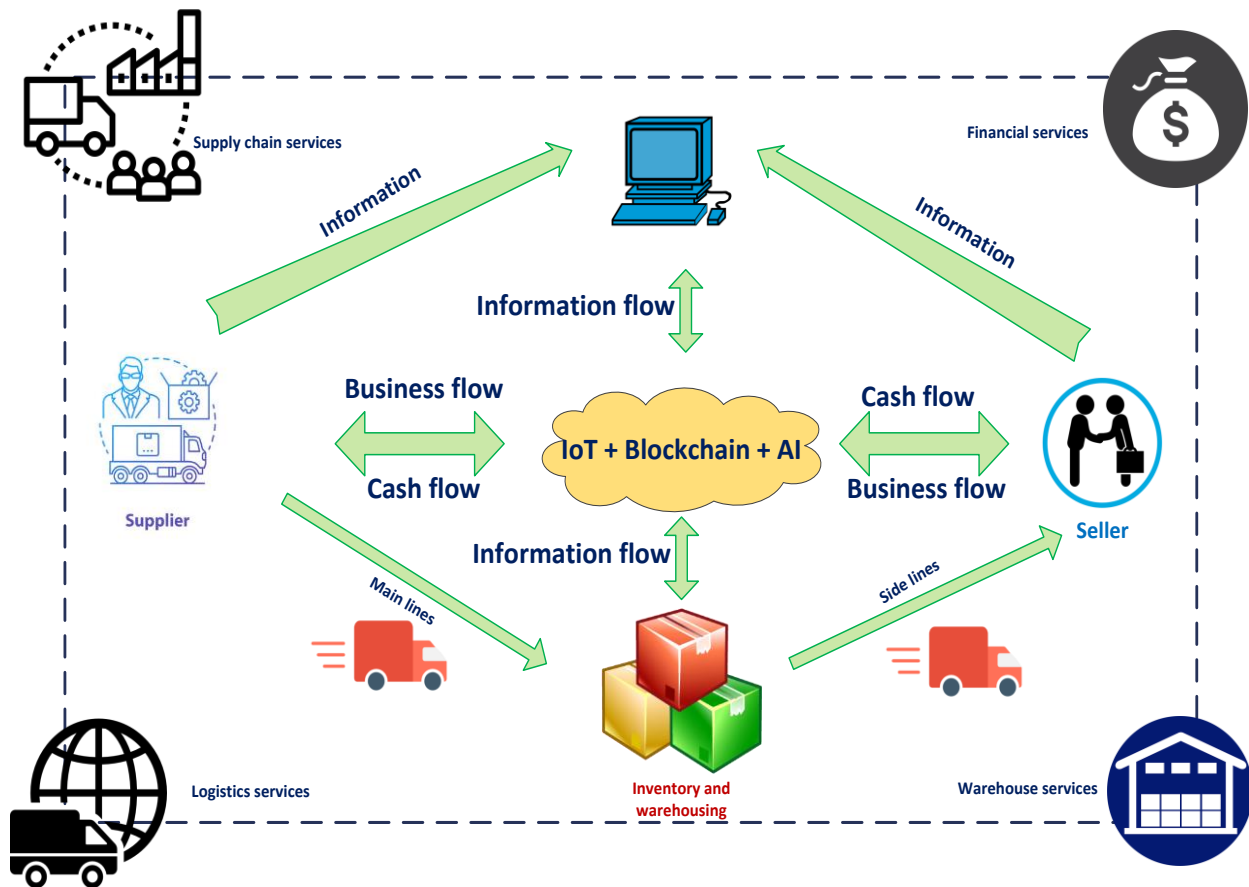 Supply chain services
Financial services
Information
Information
Information flow
Business flow
Cash flow
IoT + Blockchain + AI
Cash flow
Business flow
Supplier
Seller
Information flow
Main lines
Side lines
Logistics services
Inventory and
warehousing
Warehouse services
$